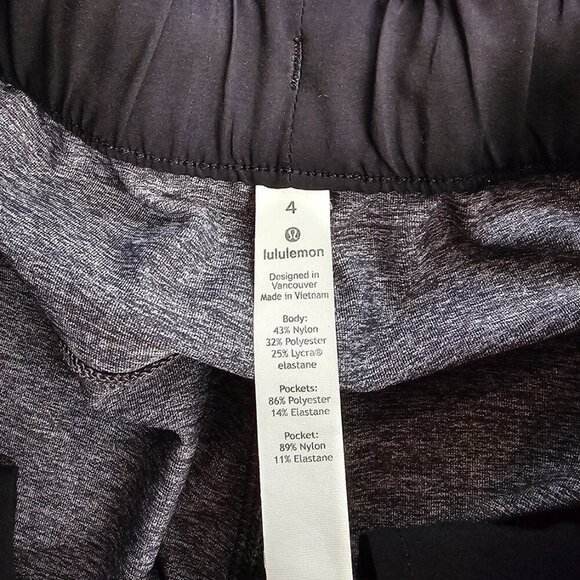 4
lululemon
Designed in
Vancouver
Made in Vietnam
Body:
43% Nylon
32% Polyester
25% Lycra®
elastane
Pockets:
86% Polyester
14% Elastane
Pocket:
89% Nylon
11% Elastane